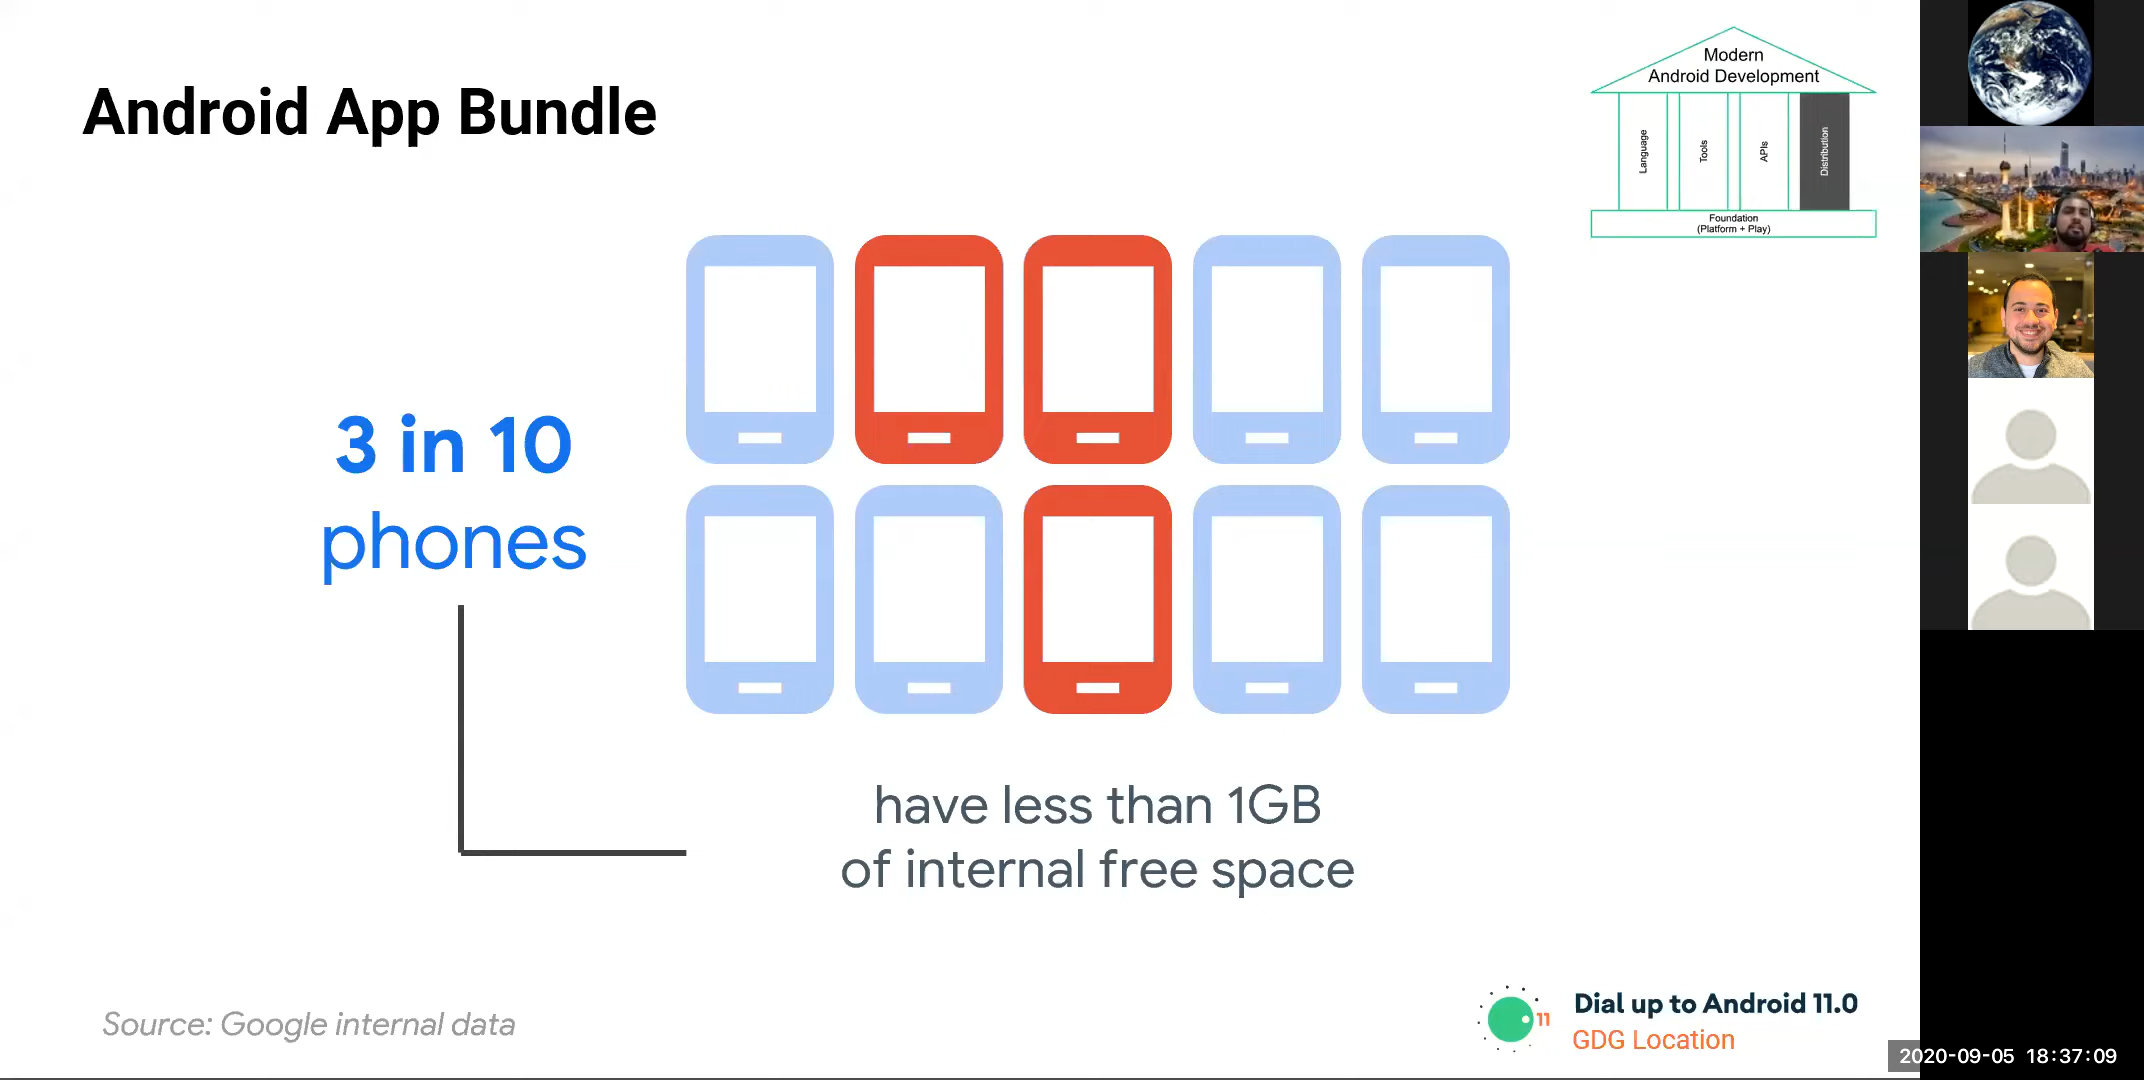 Android App Bundle
Modern
Android Development
Language
Tools
APIs
Distribution
Foundation
(Platform + Play)
3 in 10
phones
have less than 1GB
of internal free space
Source: Google internal data
11
Dial up to Android 11.0
GDG Location
2020-09-05 18:37:09